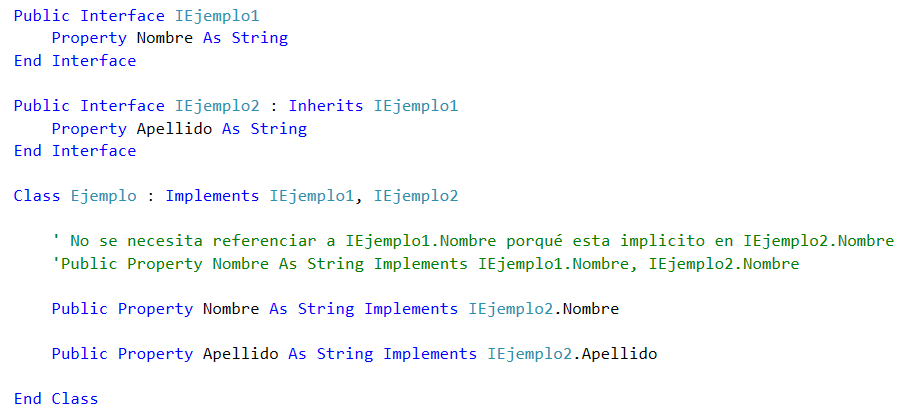 Public Interface IEjemplo1
    Property Nombre As String
End Interface

Public Interface IEjemplo2 : Inherits IEjemplo1
    Property Apellido As String
End Interface

Class Ejemplo : Implements IEjemplo1, IEjemplo2

    ' No se necesita referenciar a IEjemplo1.Nombre porqué esta implicito en IEjemplo2.Nombre
    'Public Property Nombre As String Implements IEjemplo1.Nombre, IEjemplo2.Nombre

    Public Property Nombre As String Implements IEjemplo2.Nombre

    Public Property Apellido As String Implements IEjemplo2.Apellido

End Class